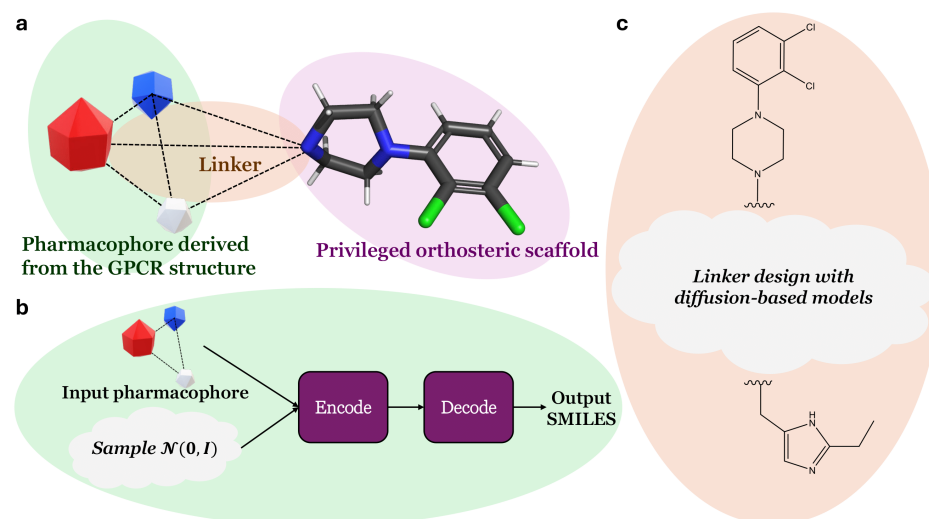 a
Linker
Pharmacophore derived
from the GPCR structure
Privileged orthosteric scaffold
b
Input pharmacophore
Sample 𝒩(0, I)
Encode
Decode
Output
SMILES
c
Cl
Cl
N
N
Linker design with
diffusion-based models
H
N
N